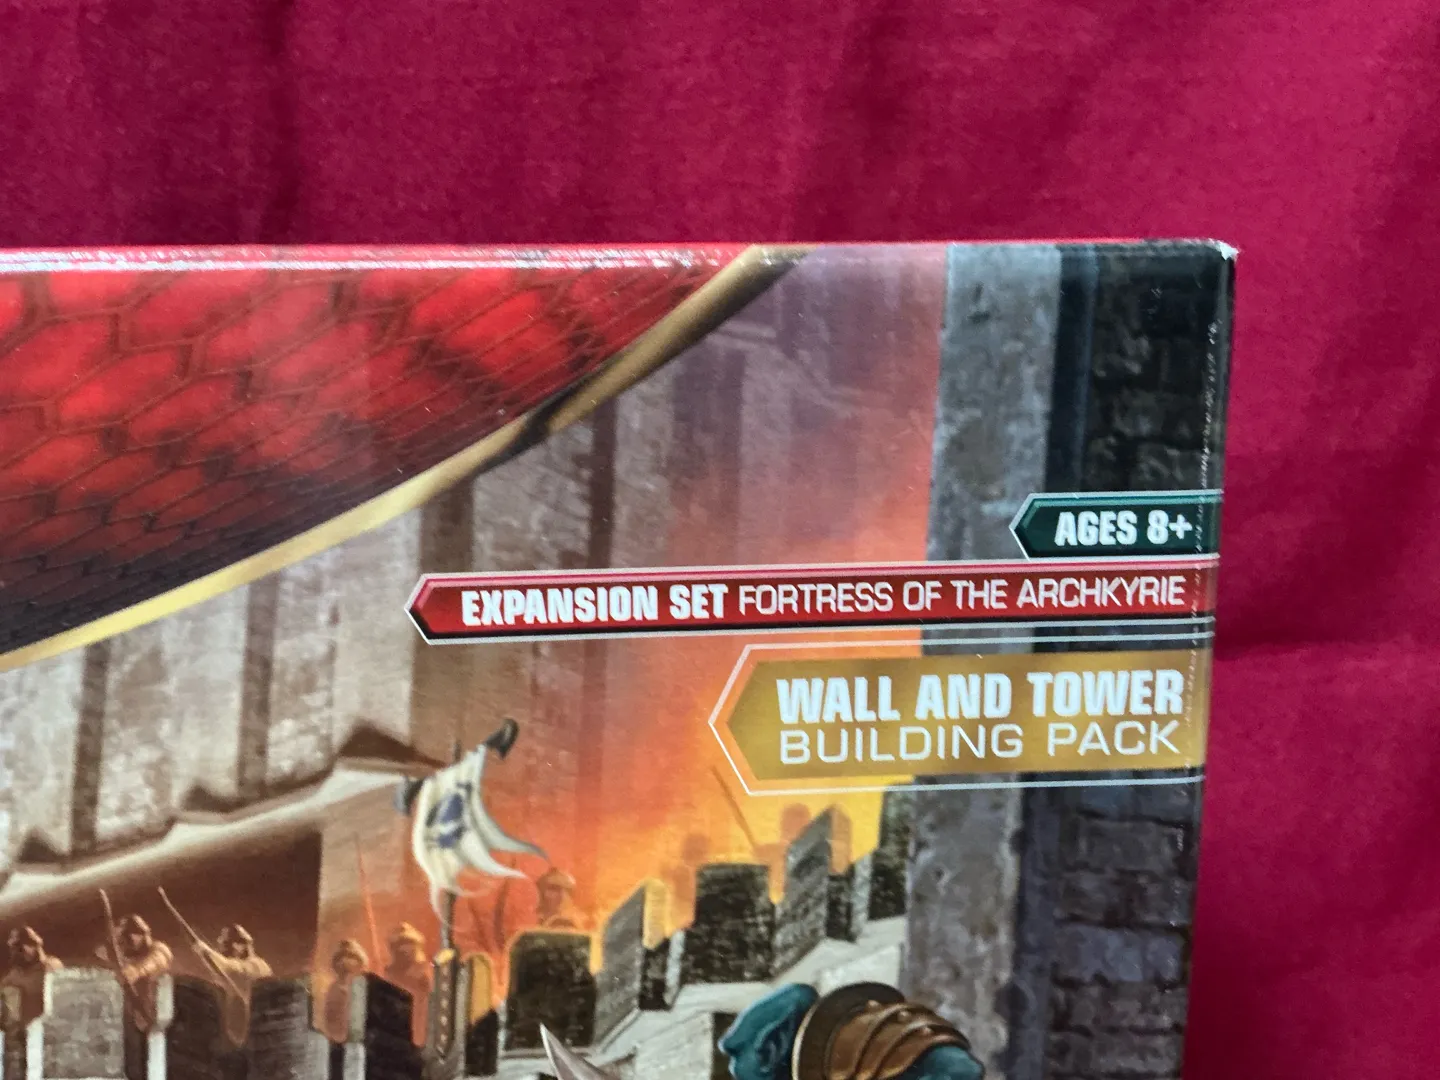 AGES 8+
EXPANSION SET FORTRESS OF THE ARCHKYRIE
WALL AND TOWER
BUILDING PACK